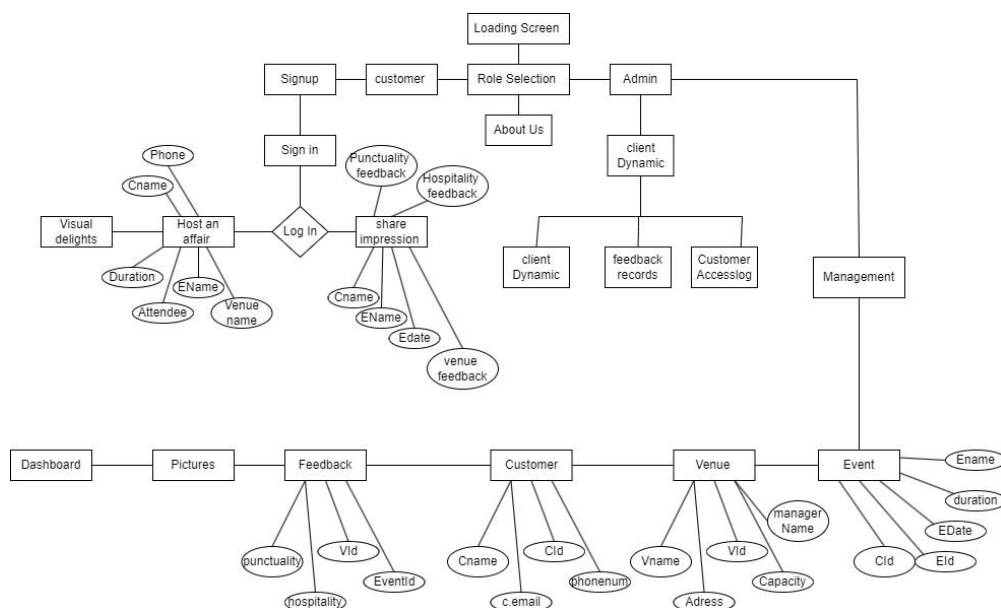 Loading Screen
Signup
customer
Role Selection
Admin
About Us
Sign in
client
Dynamic
Phone
Cname
Punctuality
feedback
Hospitality
feedback
Visual
delights
Host an
affair
Log In
share
impression
client
Dynamic
feedback
records
Customer
Accesslog
Management
Duration
EName
Attendee
Venue
name
Cname
EName
Edate
venue
feedback
Dashboard
Pictures
Feedback
Customer
Venue
Event
Ename
duration
EDate
EId
CId
punctuality
VId
EventId
hospitality
Cname
CId
phonenum
c.email
Vname
VId
manager
Name
Capacity
Adress